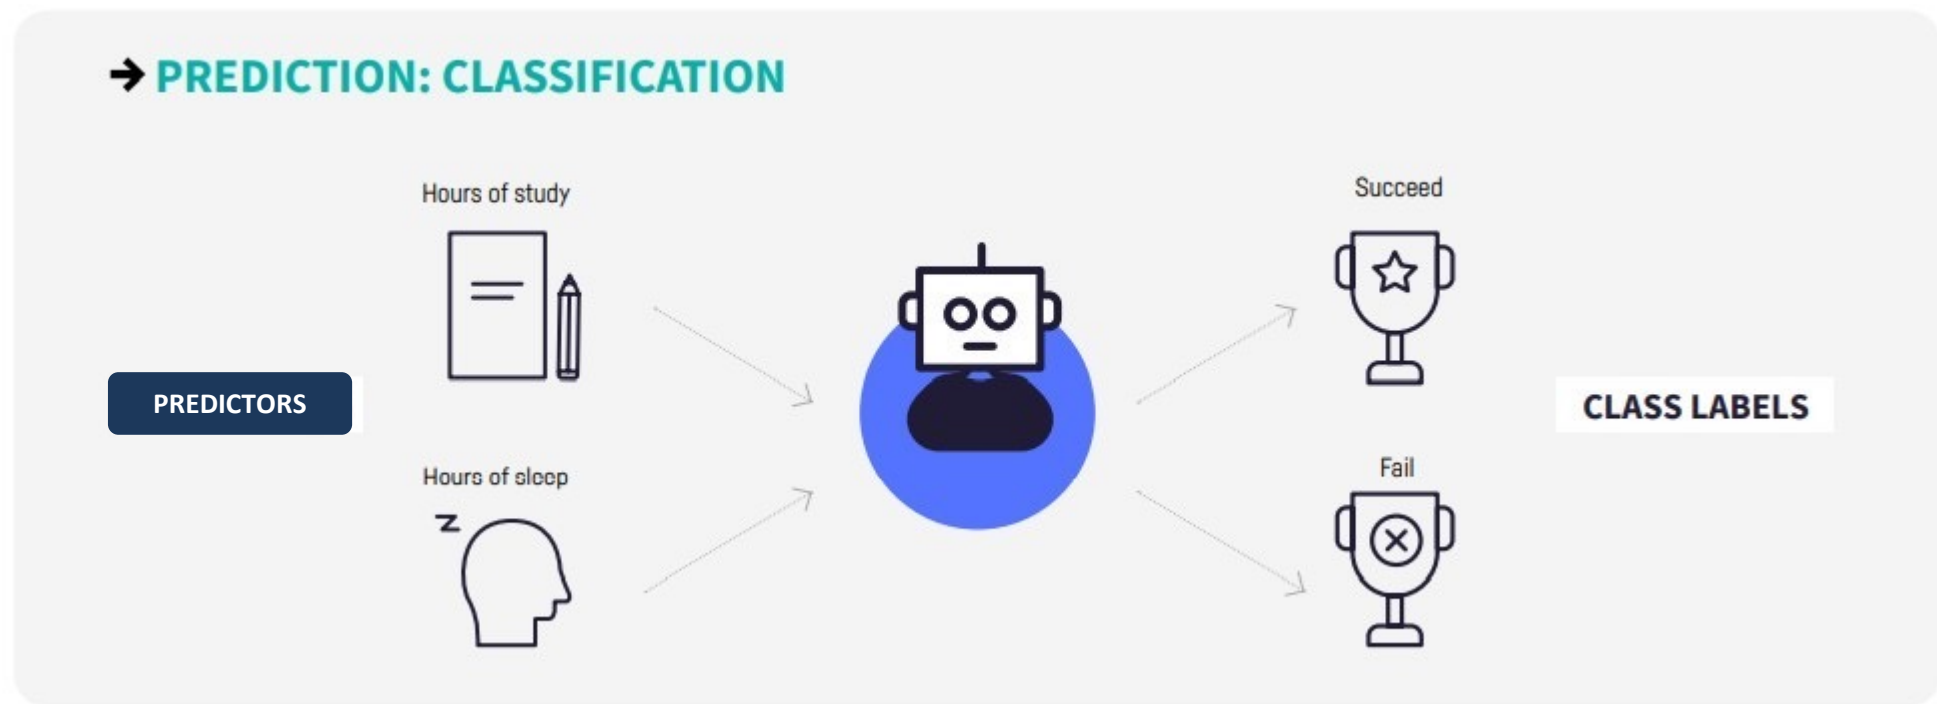 → PREDICTION: CLASSIFICATION
Hours of study
Succeed
PREDICTORS
CLASS LABELS
Hours of sleep
Z
Fail